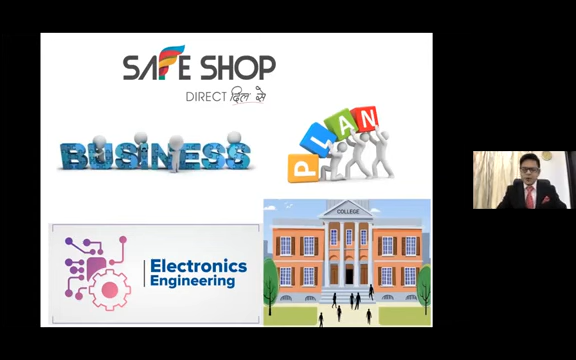 SAFE SHOP
DIRECT दिल से
BUSINESS
PLAN
Electronics
Engineering
COLLEGE